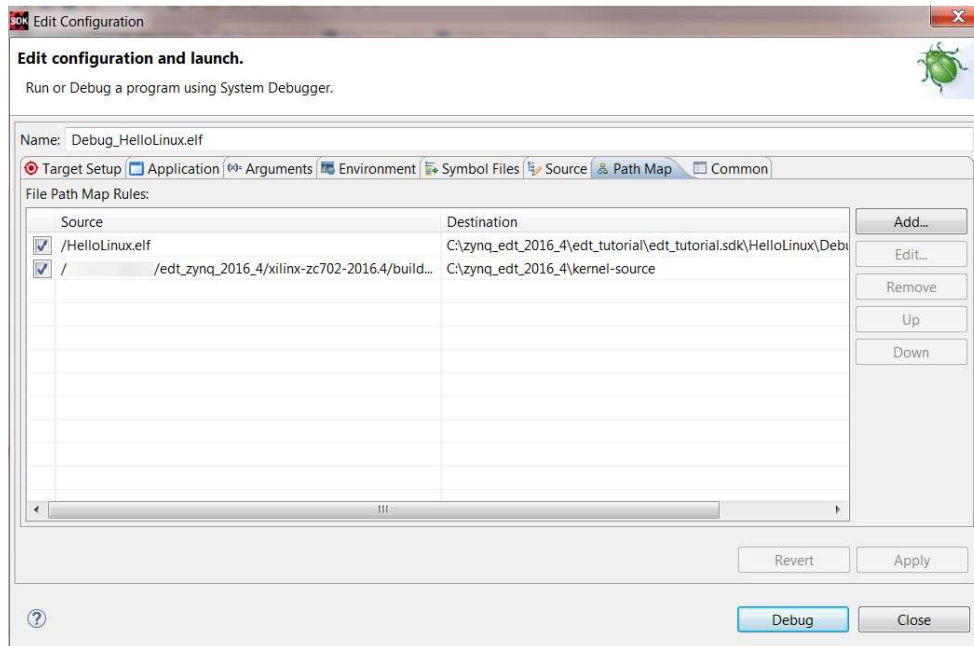 SDK Edit Configuration
Edit configuration and launch.
Run or Debug a program using System Debugger.
Name: Debug_HelloLinux.elf
Target Setup Application (x)= Arguments Environment Symbol Files Source Path Map Common
File Path Map Rules:
Source Destination Add...
/HelloLinux.elf C:\zynq_edt_2016_4\edt_tutorial\edt_tutorial.sdk\HelloLinux\Debu
Edit...
/ /edt_zynq_2016_4/xilinx-zc702-2016.4/build... C:\zynq_edt_2016_4\kernel-source
Remove
Up
Down
Revert Apply
Debug Close